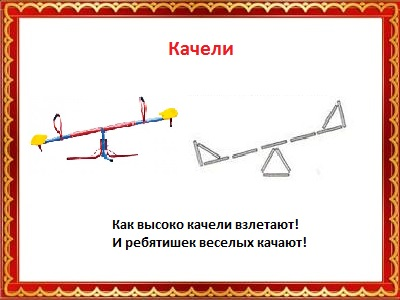 Качели
Как высоко качели взлетают!
И ребятишек веселых качают!